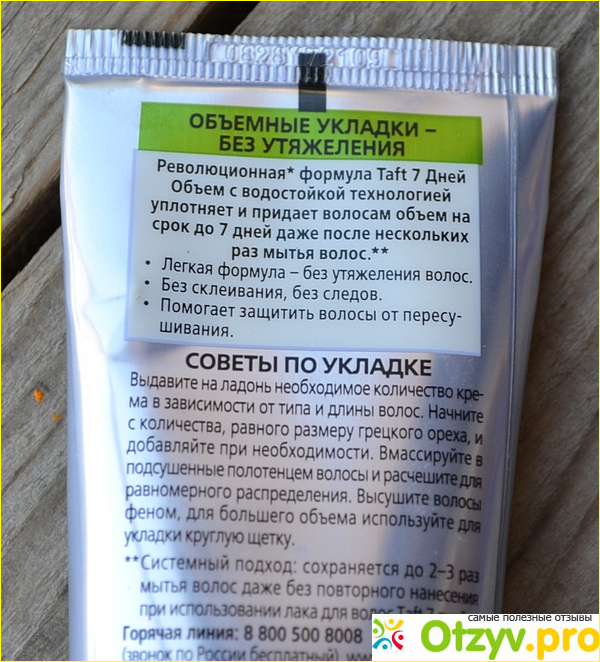 ОБЪЕМНЫЕ УКЛАДКИ –
БЕЗ УТЯЖЕЛЕНИЯ
Революционная* формула Taft 7 Дней
Объем с водостойкой технологией
уплотняет и придает волосам объем на
срок до 7 дней даже после нескольких
раз мытья волос.**
• Легкая формула – без утяжеления волос.
• Без склеивания, без следов.
• Помогает защитить волосы от пересу-
шивания.
СОВЕТЫ ПО УКЛАДКЕ
Выдавите на ладонь необходимое количество кре-
ма в зависимости от типа и длины волос. Начните
с количества, равного размеру грецкого ореха, и
добавляйте при необходимости. Вмассируйте в
подсушенные полотенцем волосы и расчешите для
равномерного распределения. Высушите волосы
феном, для большего объема используйте для
укладки круглую щетку.
**Системный подход: сохраняется до 2–3 раз
мытья волос даже без повторного нанесения
при использовании лака для волос Taft 7
Горячая линия: 8 800 500 8008
(звонок по России бесплатный)
самые полезные отзывы
Otzyv.pro